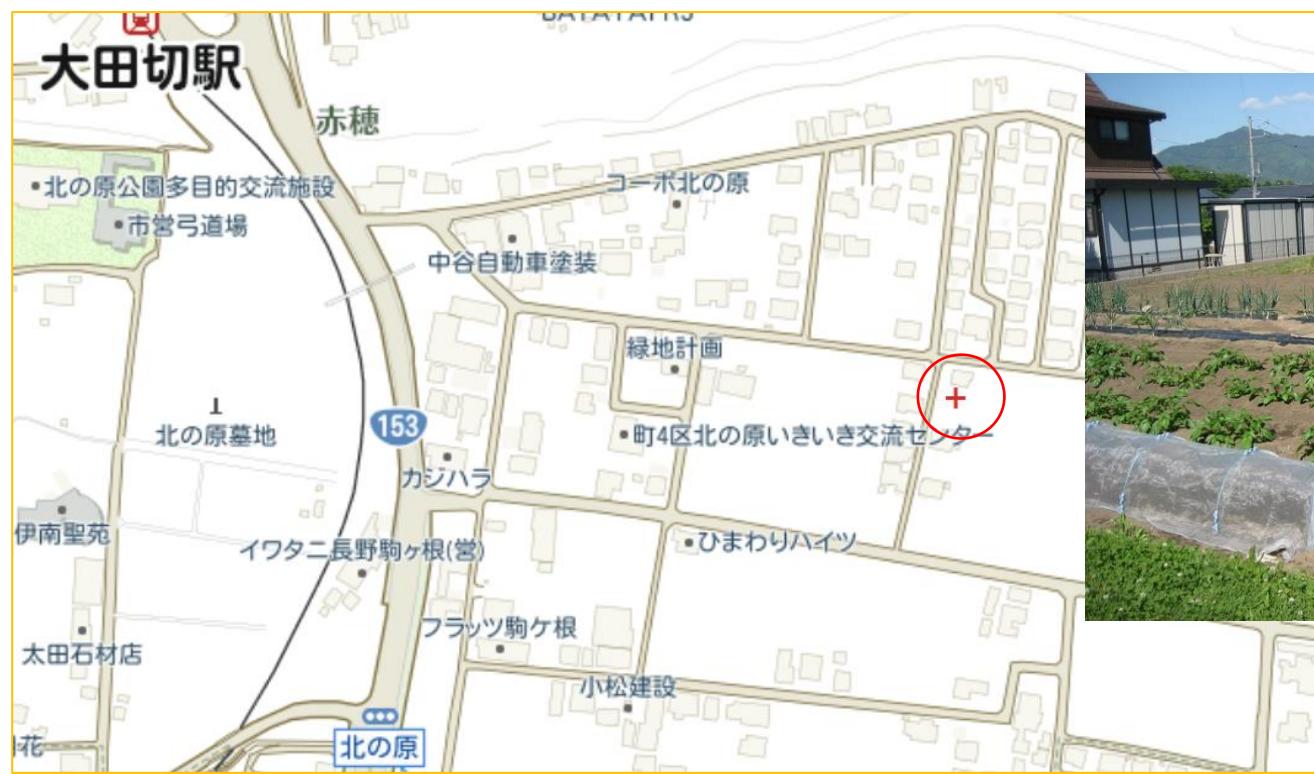 大田切駅
赤穂
北の原公園多目的交流施設
市営弓道場
コーポ北の原
中谷自動車塗装
緑地計画
北の原墓地
153
町4区北の原いきいき交流センター
カジハラ
伊南聖苑
イワタニ長野駒ヶ根(営)
ひまわりハイツ
フラッツ駒ケ根
太田石材店
小松建設
北の原
花